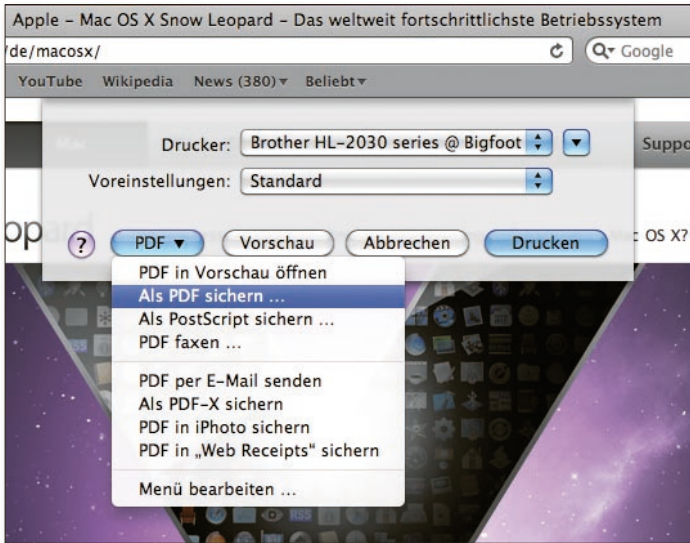 Apple – Mac OS X Snow Leopard – Das weltweit fortschrittlichste Betriebssystem
/de/macosx/
Google
YouTube Wikipedia News (380) Beliebt
Mac
Drucker: Brother HL-2030 series @ Bigfoot
Suppo
Voreinstellungen: Standard
opard
? PDF Vorschau Abbrechen Drucken
OS X?
PDF in Vorschau öffnen
Als PDF sichern ...
Als PostScript sichern ...
PDF faxen ...
PDF per E-Mail senden
Als PDF-X sichern
PDF in iPhoto sichern
PDF in „Web Receipts“ sichern
Menü bearbeiten ...
RSS